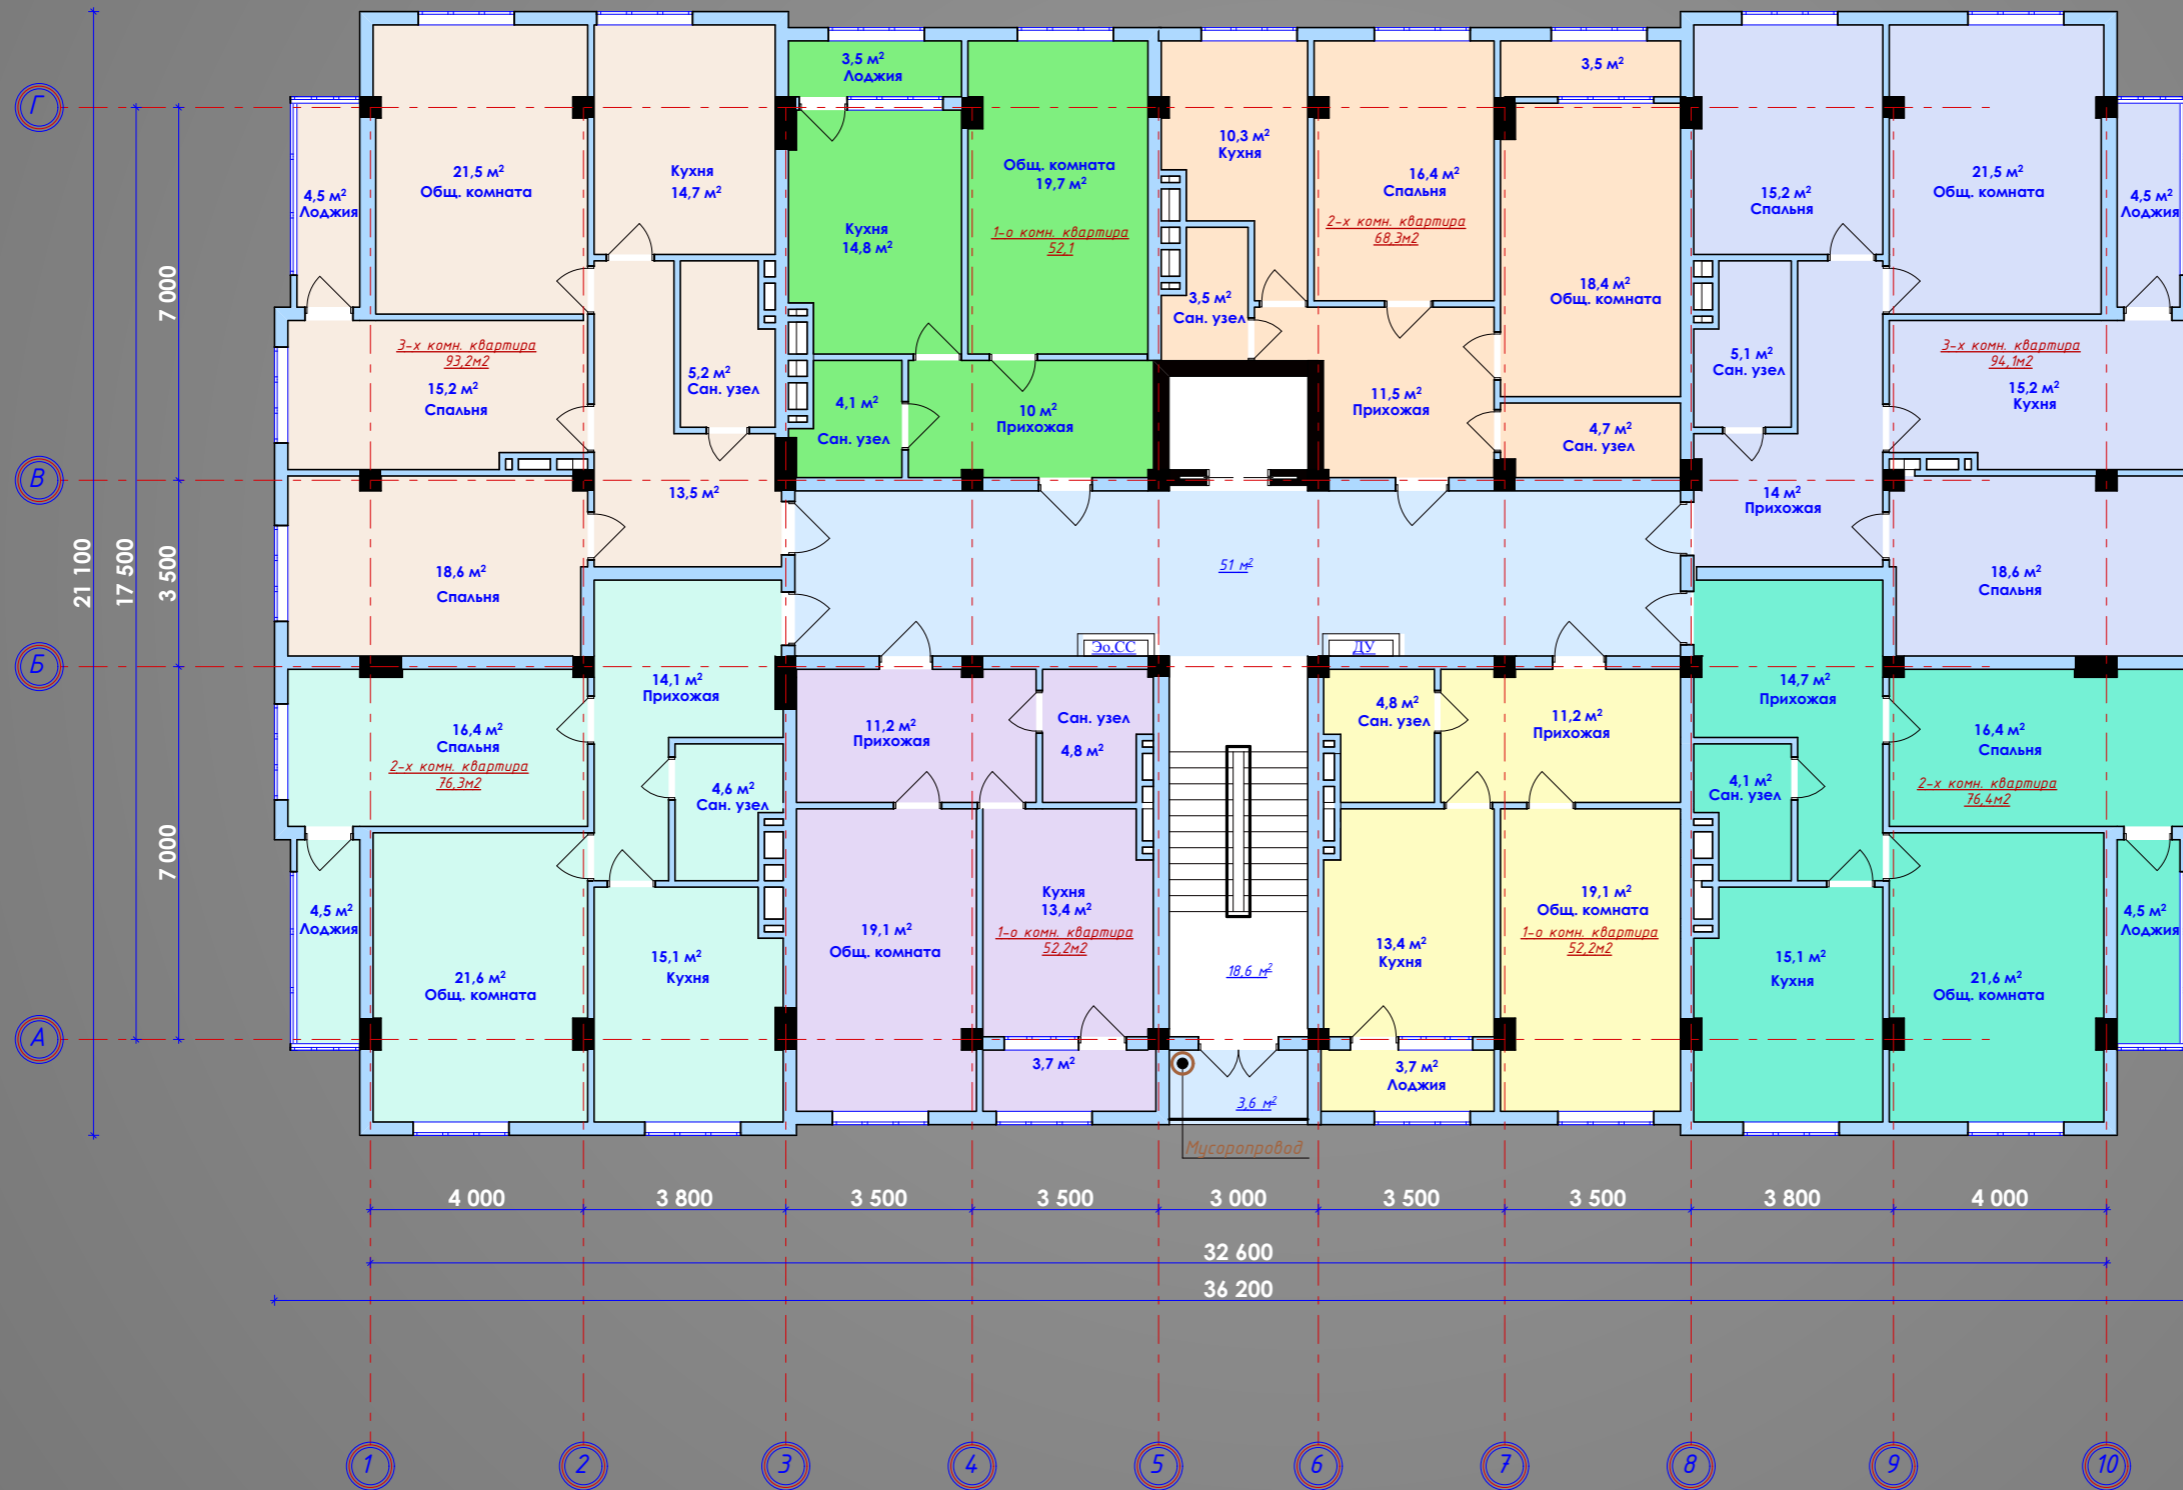 3,5 м²
Лоджия
3,5 м²
Г
21,5 м²
Общ. комната
Кухня
14,7 м²
4,5 м²
Лоджия
Кухня
14,8 м²
Общ. комната
19,7 м²
1-о комн. квартира
52,1
10,3 м²
Кухня
16,4 м²
Спальня
2-х комн. квартира
68,3м2
18,4 м²
Общ. комната
15,2 м²
Спальня
21,5 м²
Общ. комната
4,5 м²
Лоджия
3,5 м²
Сан. узел
7 000
3-х комн. квартира
93,2м2
15,2 м²
Спальня
5,2 м²
Сан. узел
4,1 м²
Сан. узел
10 м²
Прихожая
11,5 м²
Прихожая
4,7 м²
Сан. узел
5,1 м²
Сан. узел
3-х комн. квартира
94,1м2
15,2 м²
Кухня
В
13,5 м²
14 м²
Прихожая
21 100
17 500
3 500
18,6 м²
Спальня
51 м²
18,6 м²
Спальня
Б
Эо,СС
ДУ
14,1 м²
Прихожая
16,4 м²
Спальня
2-х комн. квартира
76,3м2
4,6 м²
Сан. узел
11,2 м²
Прихожая
Сан. узел
4,8 м²
4,8 м²
Сан. узел
11,2 м²
Прихожая
14,7 м²
Прихожая
4,1 м²
Сан. узел
16,4 м²
Спальня
2-х комн. квартира
76,4м2
7 000
4,5 м²
Лоджия
21,6 м²
Общ. комната
15,1 м²
Кухня
19,1 м²
Общ. комната
Кухня
13,4 м²
1-о комн. квартира
52,2м2
18,6 м²
13,4 м²
Кухня
19,1 м²
Общ. комната
1-о комн. квартира
52,2м2
15,1 м²
Кухня
21,6 м²
Общ. комната
4,5 м²
Лоджия
А
3,7 м²
3,6 м²
3,7 м²
Лоджия
Мусоропровод
4 000
3 800
3 500
3 500
3 000
3 500
3 500
3 800
4 000
32 600
36 200
1
2
3
4
5
6
7
8
9
10